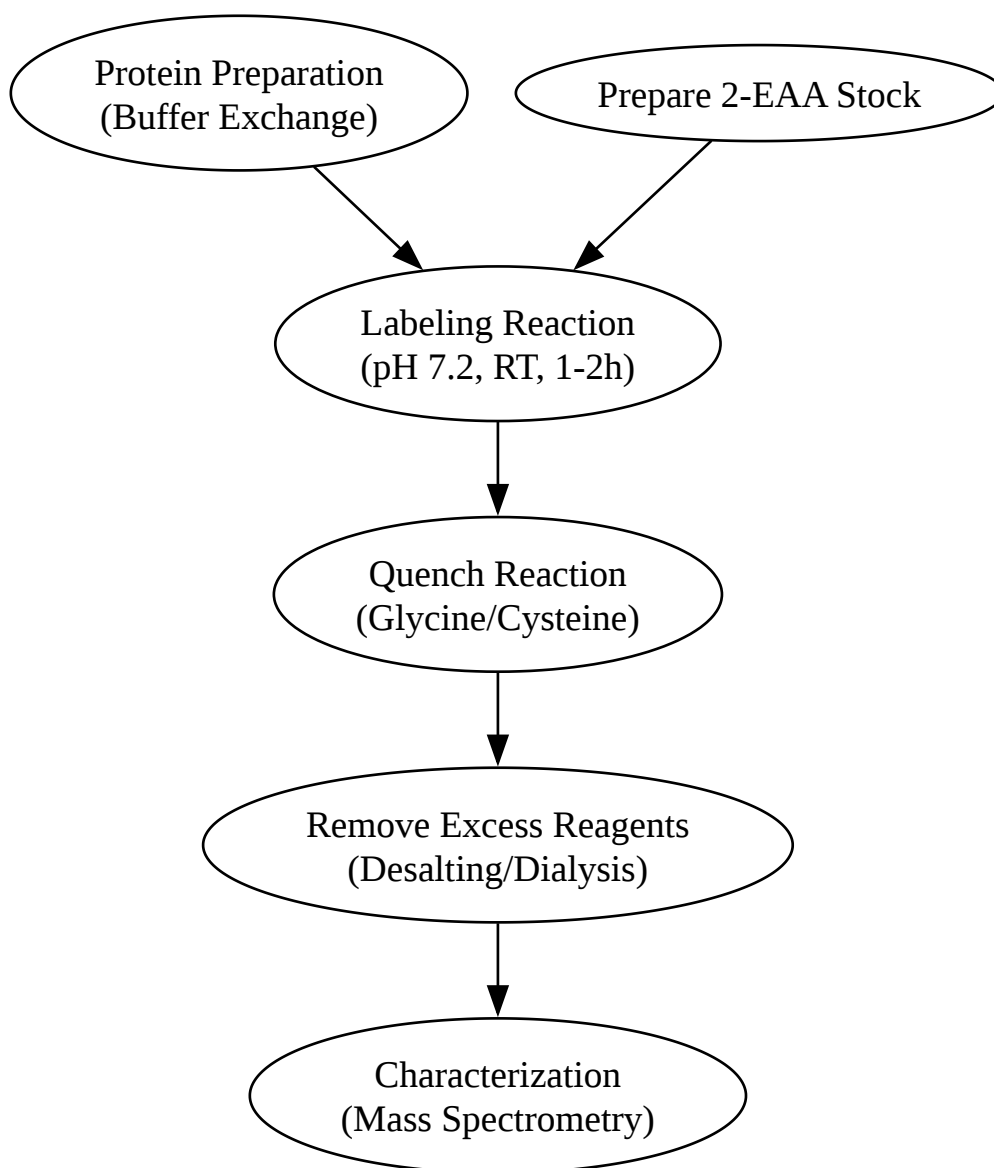 Protein Preparation
(Buffer Exchange)
Prepare 2-EAA Stock
Labeling Reaction
(pH 7.2, RT, 1-2h)
Quench Reaction
(Glycine/Cysteine)
Remove Excess Reagents
(Desalting/Dialysis)
Characterization
(Mass Spectrometry)